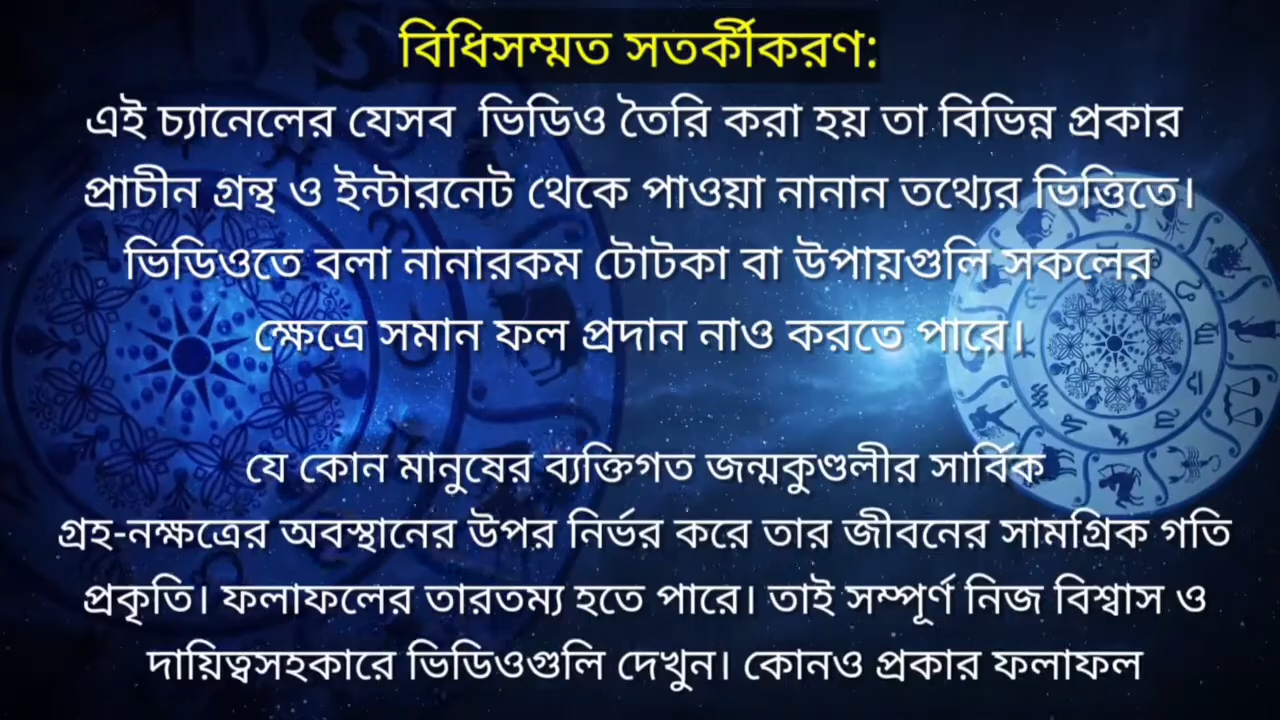 বিধিসম্মত সতর্কীকরণ:
এই চ্যানেলের যেসব ভিডিও তৈরি করা হয় তা বিভিন্ন প্রকার
প্রাচীন গ্রন্থ ও ইন্টারনেট থেকে পাওয়া নানান তথ্যের ভিত্তিতে।
ভিডিওতে বলা নানারকম টোটকা বা উপায়গুলি সকলের
ক্ষেত্রে সমান ফল প্রদান নাও করতে পারে।
যে কোন মানুষের ব্যক্তিগত জন্মকুণ্ডলীর সার্বিক
গ্রহ-নক্ষত্রের অবস্থানের উপর নির্ভর করে তার জীবনের সামগ্রিক গতি
প্রকৃতি। ফলাফলের তারতম্য হতে পারে। তাই সম্পূর্ণ নিজ বিশ্বাস ও
দায়িত্বসহকারে ভিডিওগুলি দেখুন। কোনও প্রকার ফলাফল